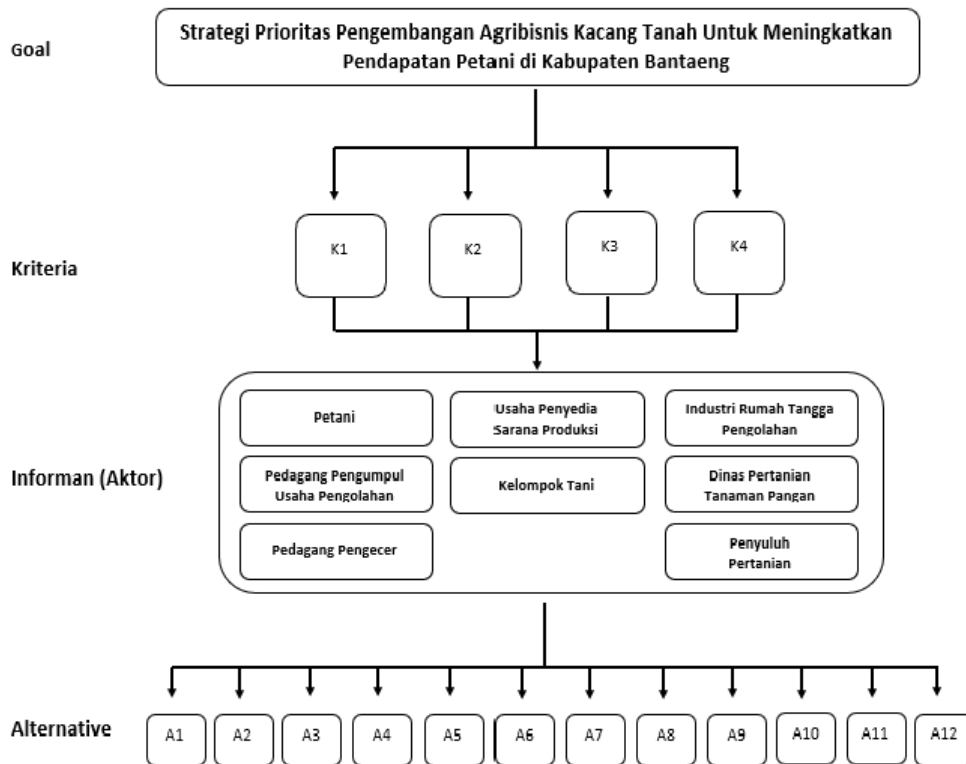 Goal
Strategi Prioritas Pengembangan Agribisnis Kacang Tanah Untuk Meningkatkan
Pendapatan Petani di Kabupaten Bantaeng
Kriteria
K1
K2
K3
K4
Informan (Aktor)
Petani
Usaha Penyedia
Sarana Produksi
Industri Rumah Tangga
Pengolahan
Pedagang Pengumpul
Usaha Pengolahan
Kelompok Tani
Dinas Pertanian
Tanaman Pangan
Pedagang Pengecer
Penyuluh
Pertanian
Alternative
A1
A2
A3
A4
A5
A6
A7
A8
A9
A10
A11
A12